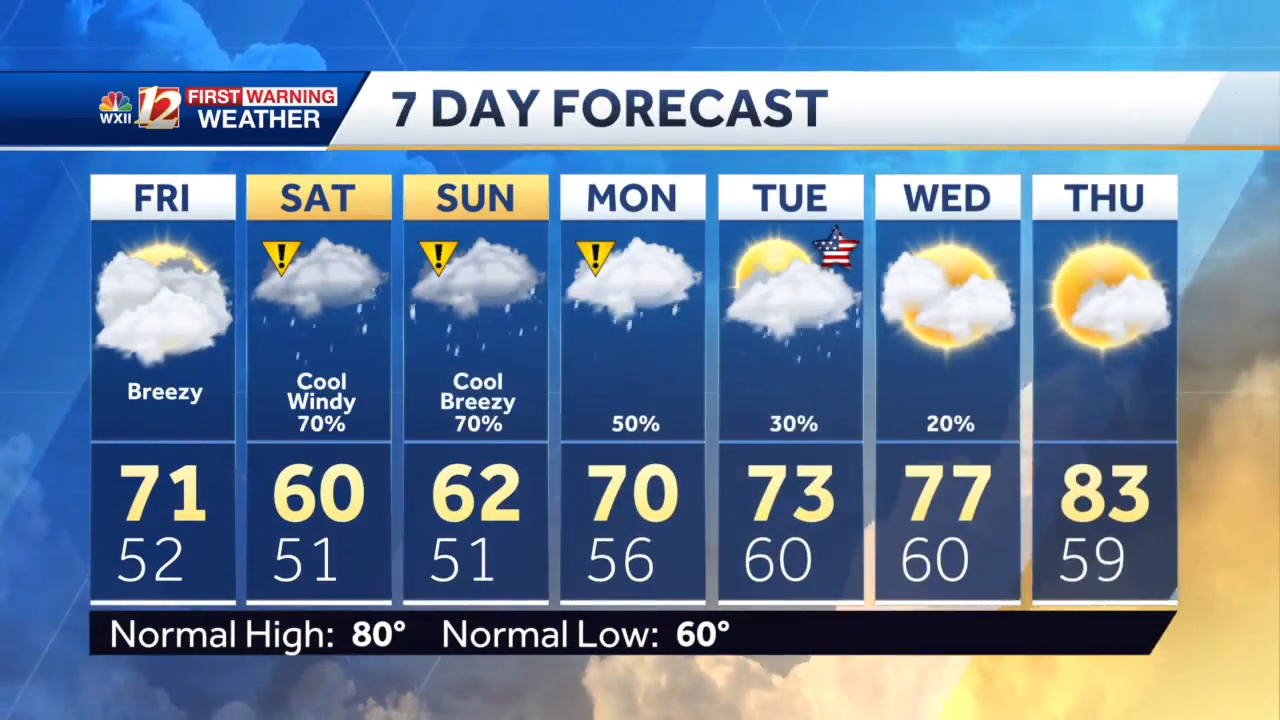 WXII 12 FIRST WARNING
WEATHER
7 DAY FORECAST
FRI SAT SUN MON TUE WED THU
! ! !
Breezy
Cool
Windy
70%
Cool
Breezy
70%
50%
30%
20%
71 60 62 70 73 77 83
52 51 51 56 60 60 59
Normal High: 80° Normal Low: 60°